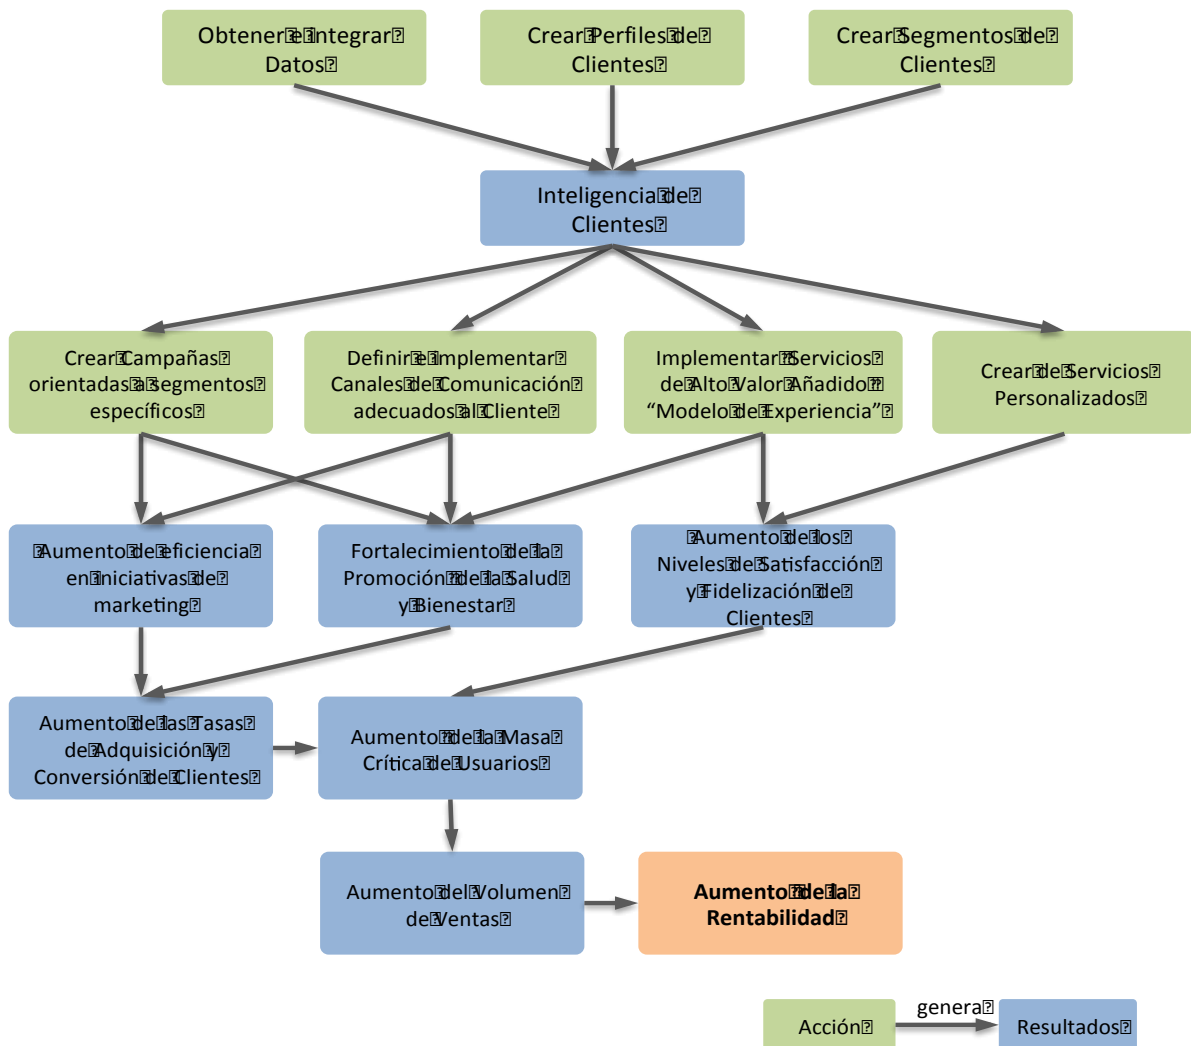 Obtener e integrar
Datos
Crear Perfiles de
Clientes
Crear Segmentos de
Clientes
Inteligencia de
Clientes
Crear Campañas
orientadas a segmentos
específicos
Definir e implementar
Canales de Comunicación
adecuados al Cliente
Implementar Servicios
de Alto Valor Añadido
“Modelo de Experiencia”
Crear de Servicios
Personalizados
Aumento de eficiencia
en iniciativas de
marketing
Fortalecimiento de la
Promoción de la Salud
y Bienestar
Aumento de los
Niveles de Satisfacción
y Fidelización de
Clientes
Aumento de las Tasas
de Adquisición y
Conversión de Clientes
Aumento de la Masa
Crítica de Usuarios
Aumento del Volumen
de Ventas
Aumento de la
Rentabilidad
Acción
genera
Resultados